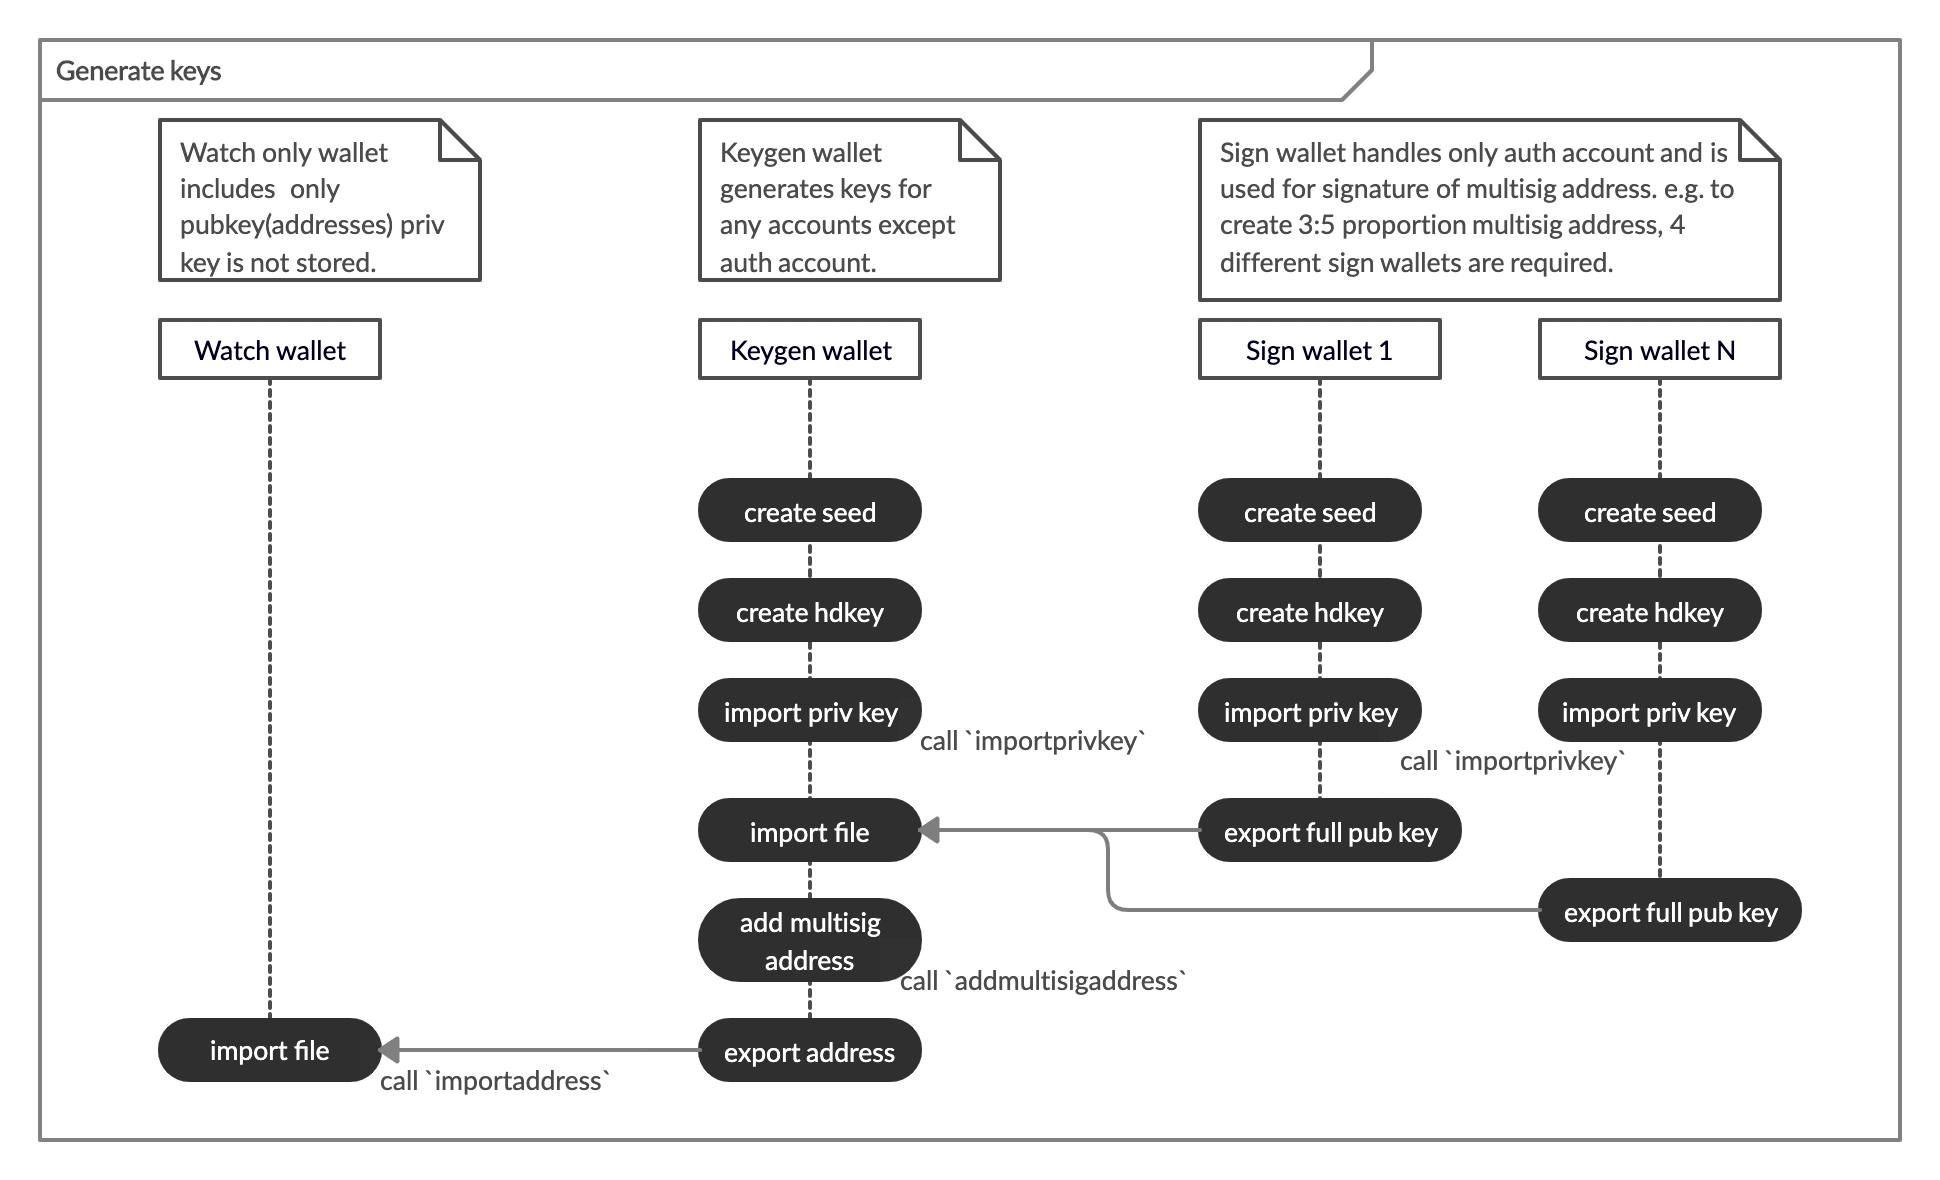 Generate keys
Watch only wallet
includes only
pubkey(addresses) priv
key is not stored.
Keygen wallet
generates keys for
any accounts except
auth account.
Sign wallet handles only auth account and is
used for signature of multisig address. e.g. to
create 3:5 proportion multisig address, 4
different sign wallets are required.
Watch wallet
Keygen wallet
Sign wallet 1
Sign wallet N
create seed
create seed
create seed
create hdkey
create hdkey
create hdkey
import priv key
import priv key
import priv key
call `importprivkey`
call `importprivkey`
import file
export full pub key
export full pub key
add multisig
address
call `addmultisigaddress`
import file
export address
call `importaddress`